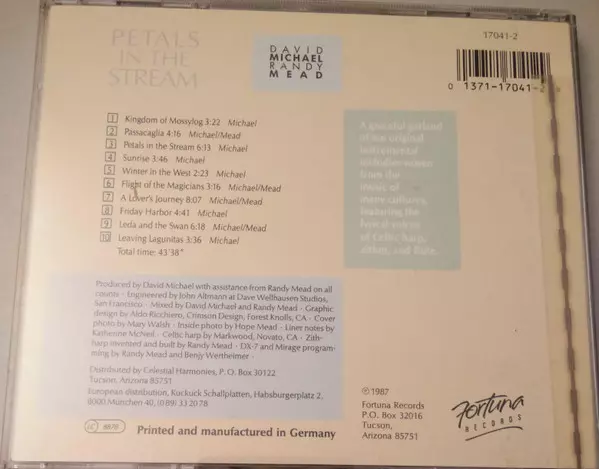 PETALS
IN THE
STREAM
DAVID
MICHAEL
RANDY
MEAD
17041-2
0 1371-17041-2
1 Kingdom of Mossylog 3:22 Michael
2 Passacaglia 4:16 Michael/Mead
3 Petals in the Stream 6:13 Michael
4 Sunrise 3:46 Michael
5 Winter in the West 2:23 Michael
6 Flight of the Magicians 3:16 Michael/Mead
7 A Lover's Journey 8:07 Michael/Mead
8 Friday Harbor 4:41 Michael
9 Leda and the Swan 6:18 Michael/Mead
10 Leaving Lagunitas 3:36 Michael
Total time: 43'38"
A graceful garland
of ten original
instrumental
from the
music of
many cultures,
featuring the
lyrical voices
of Celtic harp,
zither, and flute.
Produced by David Michael with assistance from Randy Mead on all
counts • Engineered by John Altmann at Dave Wellhausen Studios,
San Francisco • Mixed by David Michael and Randy Mead • Graphic
design by Aldo Ricchiero, Crimson Design, Forest Knolls, CA • Cover
photo by Mary Walsh • Inside photo by Hope Mead • Liner notes by
Katherine McNeil • Celtic harp by Markwood, Novato, CA • Zith-
harp invented and built by Randy Mead • DX-7 and Mirage program-
ming by Randy Mead and Benjy Wertheimer •
Distributed by Celestial Harmonies, P.O. Box 30122
Tucson, Arizona 85751
European distribution, Kuckuck Schallplatten, Habsburgerplatz 2,
8000 München 40, (0)89/33 20 78
Printed and manufactured in Germany
℗ 1987
Fortuna Records
P.O. Box 32016
Tucson,
Arizona 85751
Fortuna
RECORDS